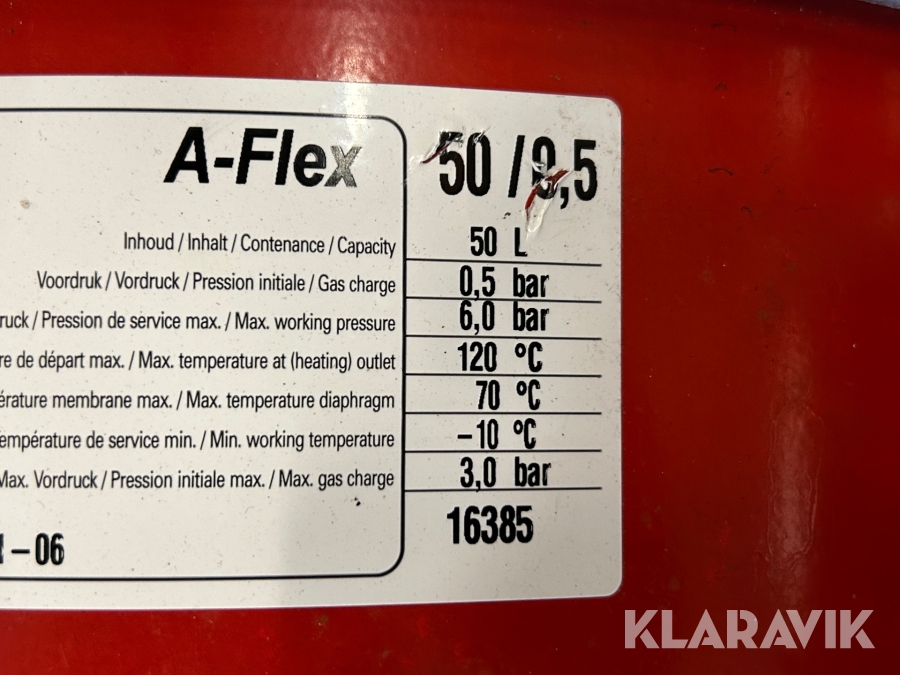 A-Flex 50 / 0,5
Inhoud / Inhalt / Contenance / Capacity 50 L
Voordruk / Vordruck / Pression initiale / Gas charge 0,5 bar
ruck / Pression de service max. / Max. working pressure 6,0 bar
re de départ max. / Max. temperature at (heating) outlet 120 °C
érature membrane max. / Max. temperature diaphragm 70 °C
empérature de service min. / Min. working temperature –10 °C
Max. Vordruck / Pression initiale max. / Max. gas charge 3,0 bar
16385
– 06
KLARAVIK